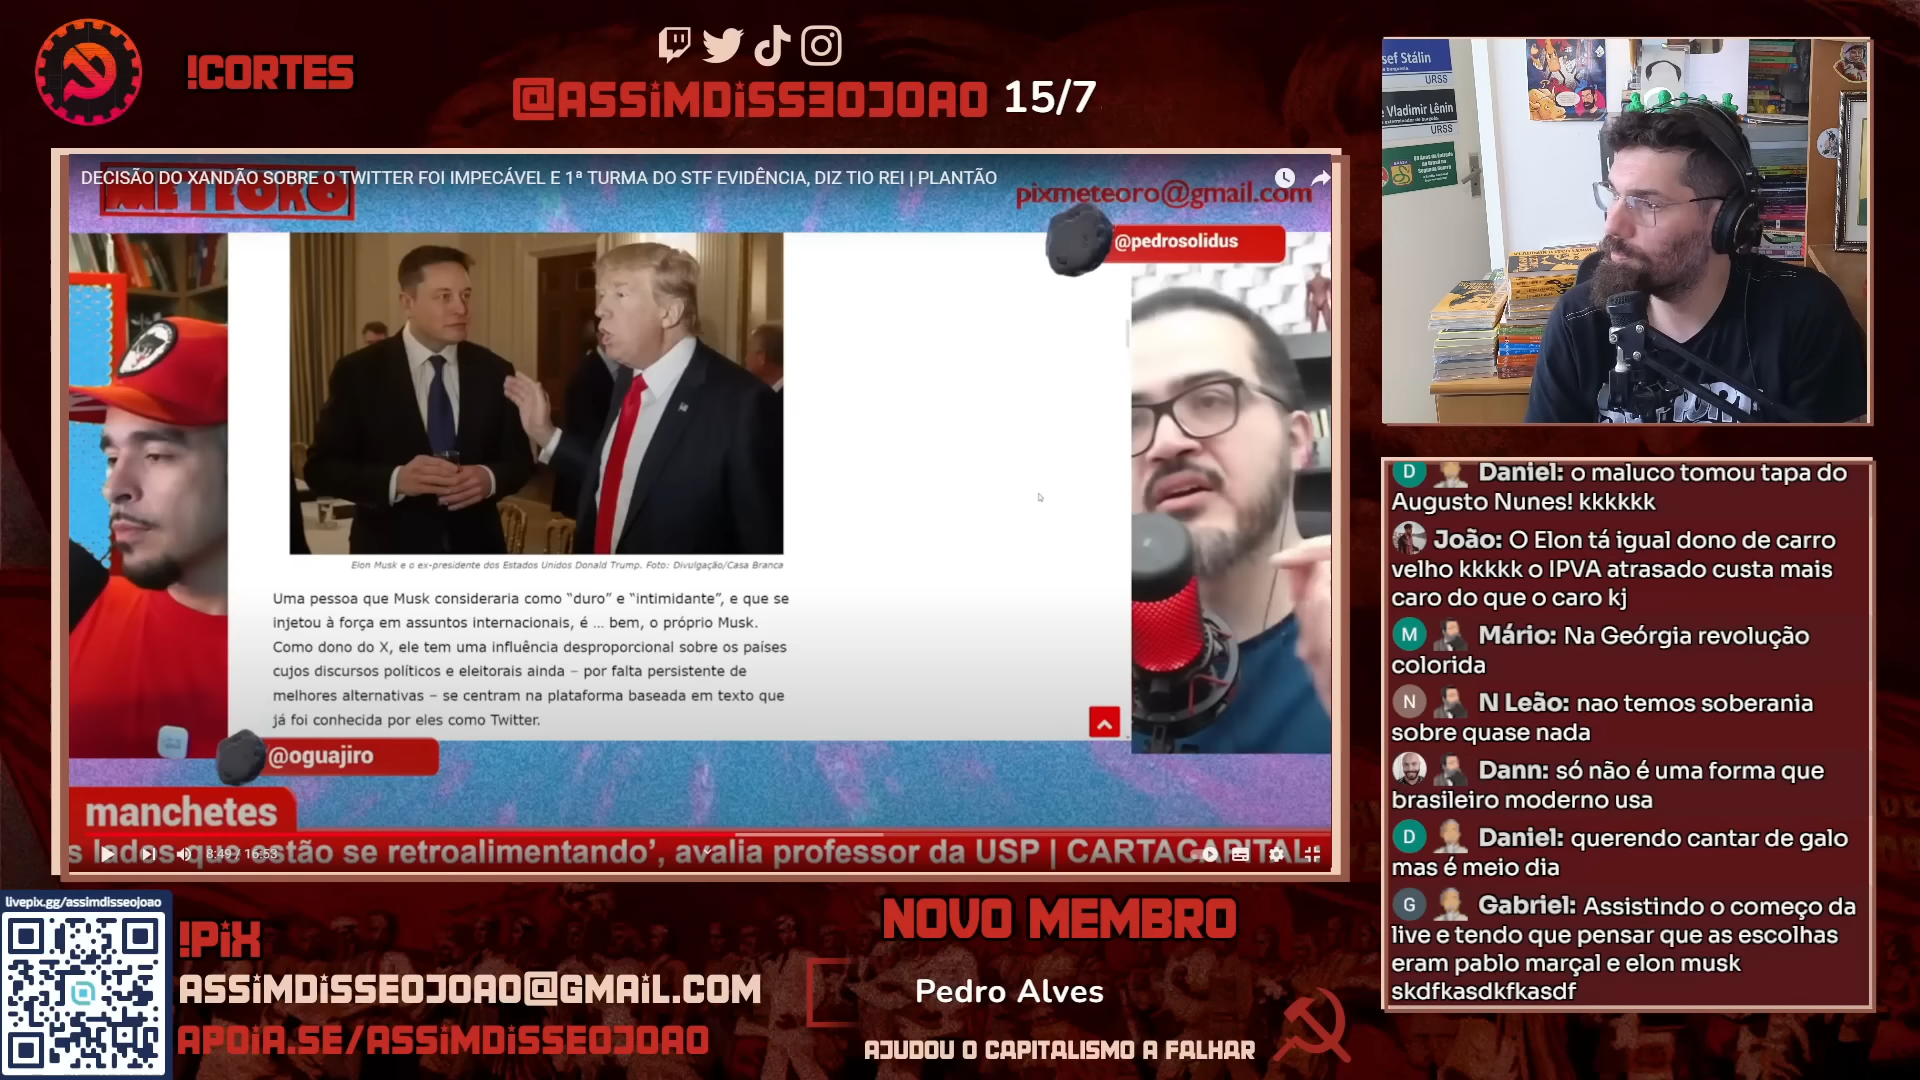 !CORTES
@ASSIMDISSEOJOAO
15/7
DECISÃO DO XANDÃO SOBRE O TWITTER FOI IMPECÁVEL E 1ª TURMA DO STF EVIDÊNCIA, DIZ TIO REI | PLANTÃO
METEORO
pixmeteoro@gmail.com
@pedrosolidus
Elon Musk e o ex-presidente dos Estados Unidos Donald Trump. Foto: Divulgação/Casa Branca
Uma pessoa que Musk consideraria como “duro” e “intimidante”, e que se
injetou à força em assuntos internacionais, é ... bem, o próprio Musk.
Como dono do X, ele tem uma influência desproporcional sobre os países
cujos discursos políticos e eleitorais ainda – por falta persistente de
melhores alternativas – se centram na plataforma baseada em texto que
já foi conhecida por eles como Twitter.
@oguajiro
manchetes
s lados que estão se retroalimentando’, avalia professor da USP | CARTACAPITAL
8:49 / 16:53
sef Stálin
URSS
Vladimir Lênin
URSS
D Daniel: o maluco tomou tapa do
Augusto Nunes! kkkkkk
João: O Elon tá igual dono de carro
velho kkkkk o IPVA atrasado custa mais
caro do que o caro kj
M Mário: Na Geórgia revolução
colorida
N N Leão: nao temos soberania
sobre quase nada
Dann: só não é uma forma que
brasileiro moderno usa
D Daniel: querendo cantar de galo
mas é meio dia
G Gabriel: Assistindo o começo da
live e tendo que pensar que as escolhas
eram pablo marçal e elon musk
skdfkasdkfkasdf
livepix.gg/assimdisseojoao
!PIX
ASSIMDISSEOJOAO@GMAIL.COM
APOIA.SE/ASSIMDISSEOJOAO
NOVO MEMBRO
Pedro Alves
AJUDOU O CAPITALISMO A FALHAR